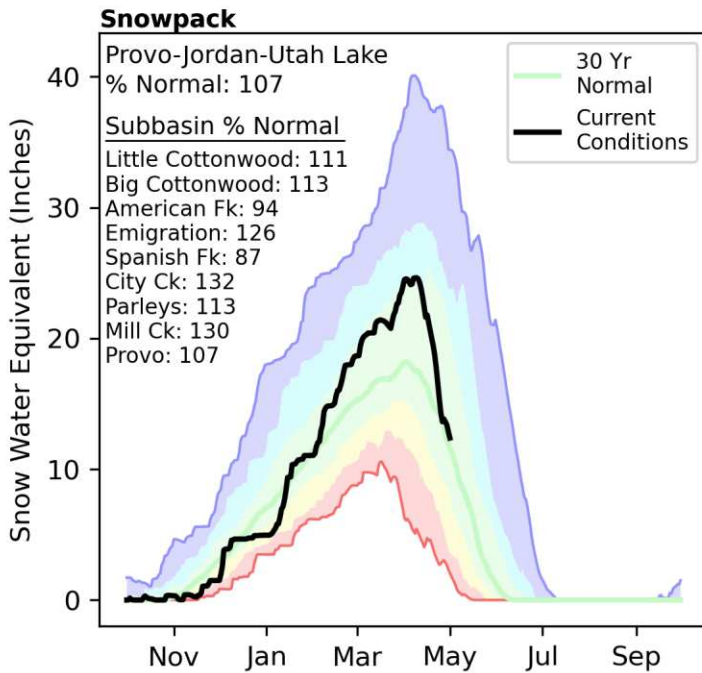 Snowpack
Provo-Jordan-Utah Lake
% Normal: 107
Subbasin % Normal
Little Cottonwood: 111
Big Cottonwood: 113
American Fk: 94
Emigration: 126
Spanish Fk: 87
City Ck: 132
Parleys: 113
Mill Ck: 130
Provo: 107
30 Yr
Normal
Current
Conditions
Snow Water Equivalent (Inches)
40
30
20
10
0
Nov Jan Mar May Jul Sep